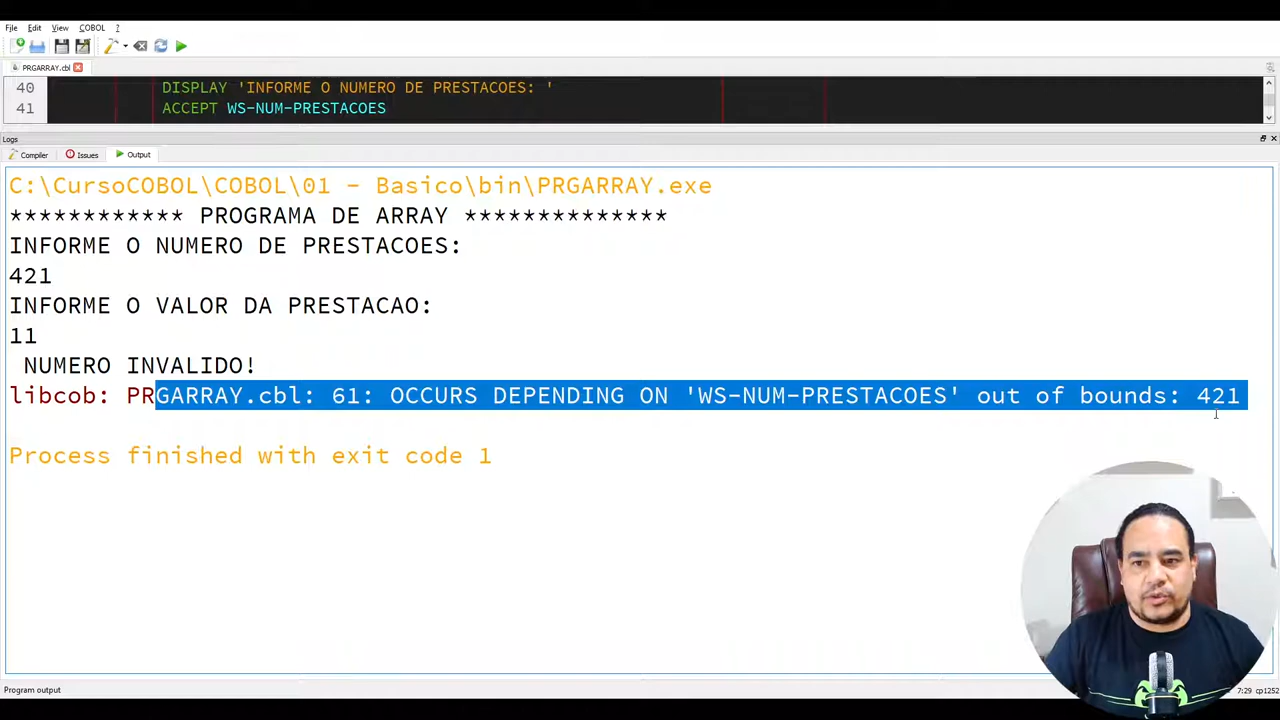 File Edit View COBOL ?
PRGARRAY.cbl
40 DISPLAY 'INFORME O NUMERO DE PRESTACOES: '
41 ACCEPT WS-NUM-PRESTACOES
Logs
Compiler Issues Output
C:\CursoCOBOL\COBOL\01 - Basico\bin\PRGARRAY.exe
************ PROGRAMA DE ARRAY **************
INFORME O NUMERO DE PRESTACOES:
421
INFORME O VALOR DA PRESTACAO:
11
NUMERO INVALIDO!
libcob: PRGARRAY.cbl: 61: OCCURS DEPENDING ON 'WS-NUM-PRESTACOES' out of bounds: 421
Process finished with exit code 1
Program output 7:29 cp1252